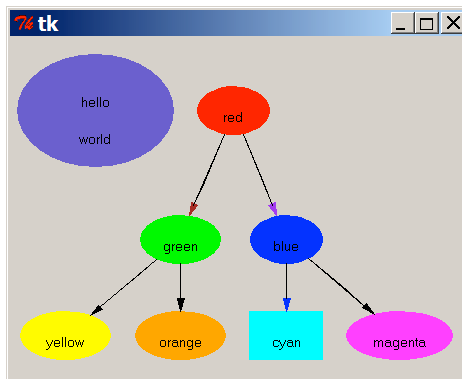 tk
hello
world
red
green
blue
yellow
orange
cyan
magenta